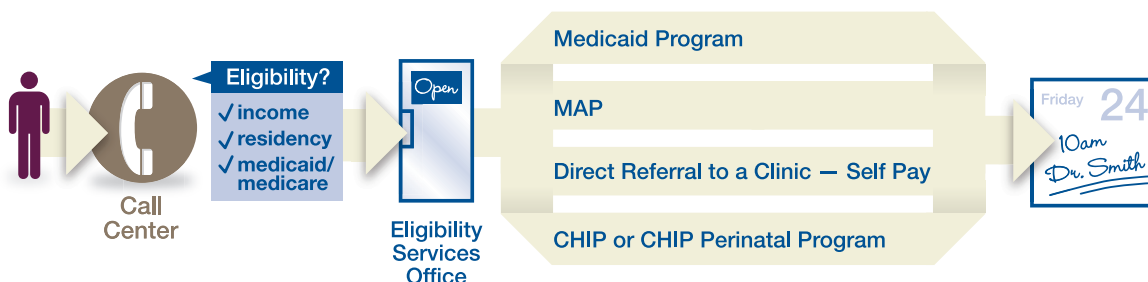 Call
Center
Eligibility?
✓ income
✓ residency
✓ medicaid/
medicare
Open
Eligibility
Services
Office
Medicaid Program
MAP
Direct Referral to a Clinic — Self Pay
CHIP or CHIP Perinatal Program
Friday 24
10am
Dr. Smith